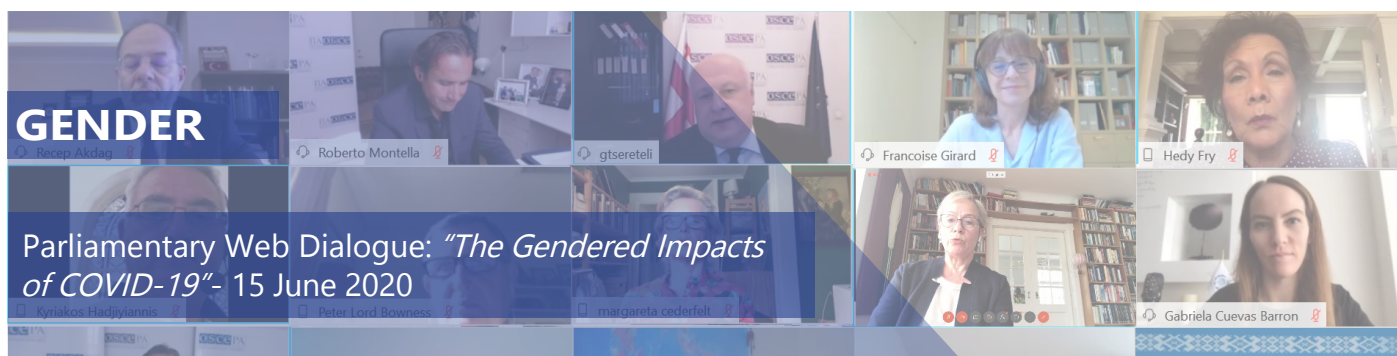 GENDER
Recep Akdag
Roberto Montella
gtsereteli
Francoise Girard
Hedy Fry
Parliamentary Web Dialogue: “The Gendered Impacts
of COVID-19”- 15 June 2020
Kyriakos Hadjiyiannis
Peter Lord Bowness
margareta cederfelt
Gabriela Cuevas Barron